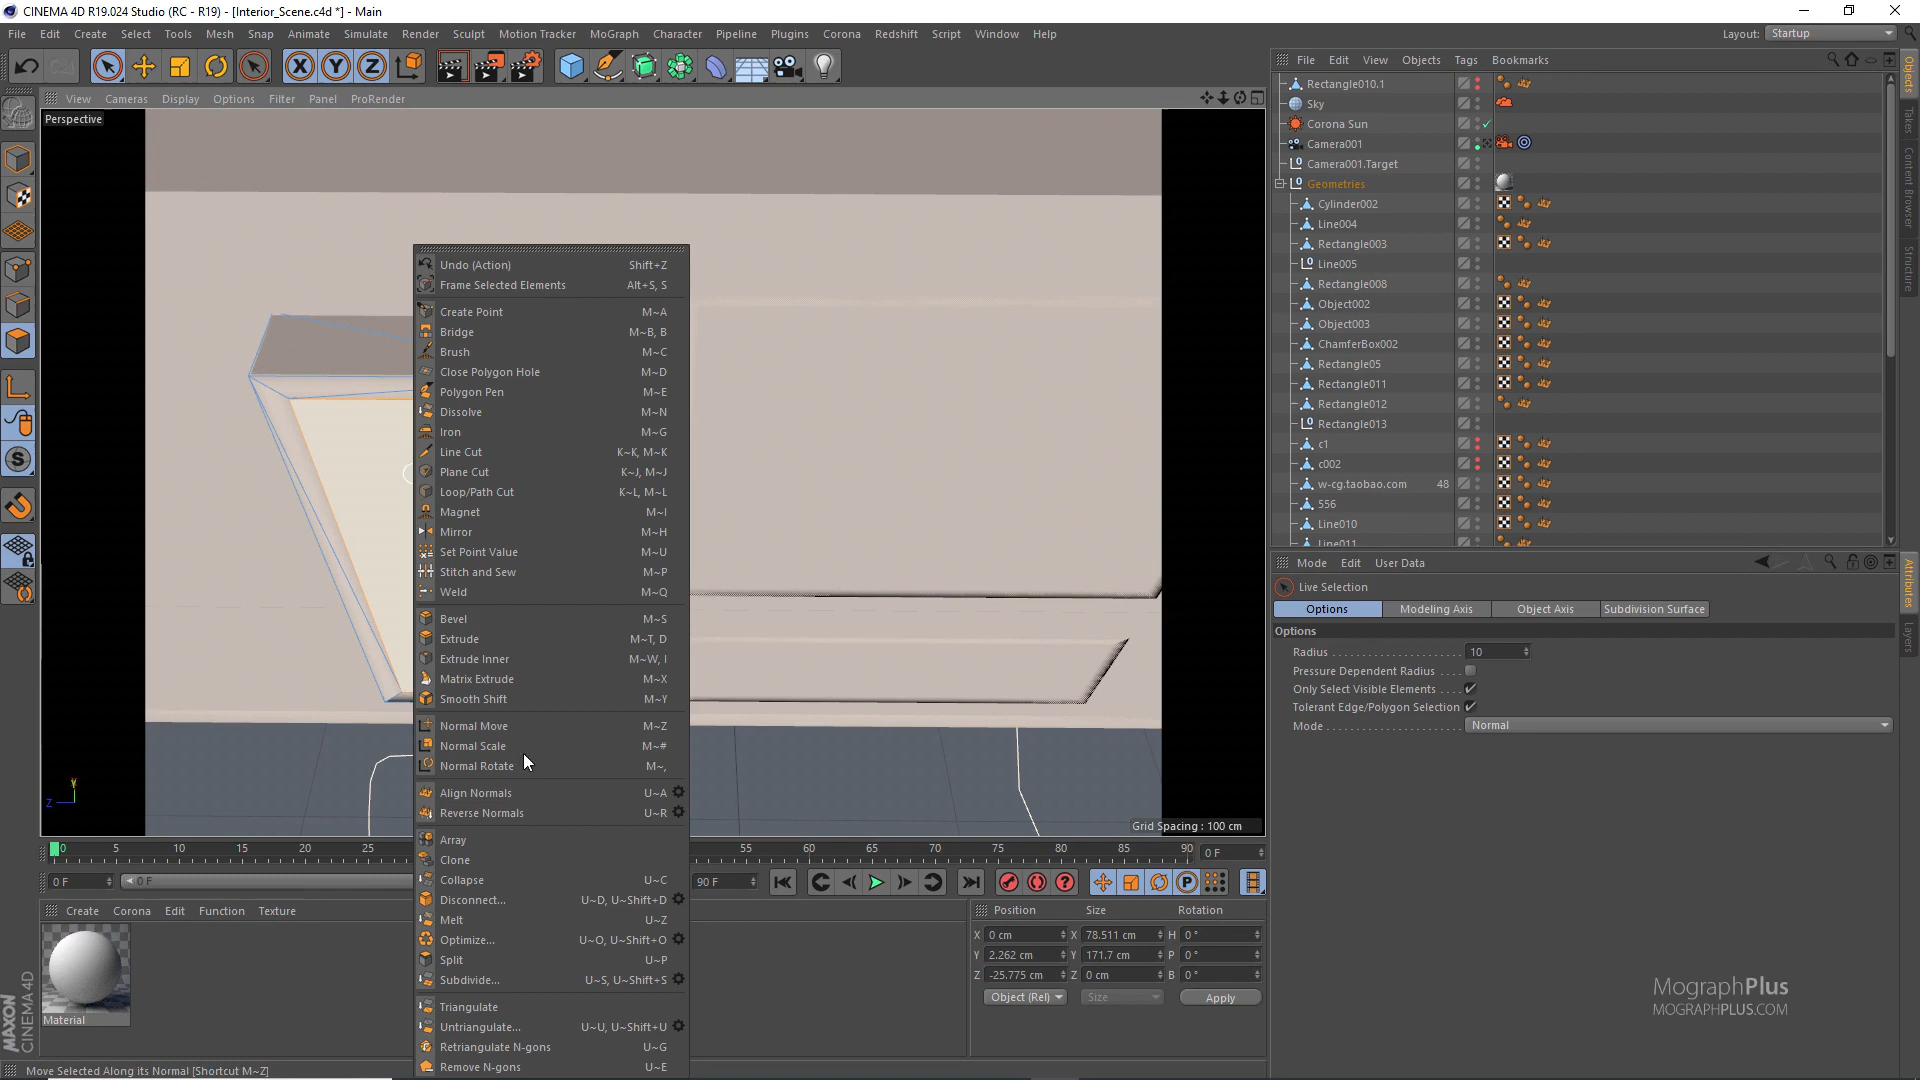 CINEMA 4D R19.024 Studio (RC - R19) - [Interior_Scene.c4d *] - Main
File Edit Create Select Tools Mesh Snap Animate Simulate Render Sculpt Motion Tracker MoGraph Character Pipeline Plugins Corona Redshift Script Window Help
Layout: Startup
View Cameras Display Options Filter Panel ProRender
Perspective
Undo (Action) Shift+Z
Frame Selected Elements Alt+S, S
Create Point M~A
Bridge M~B, B
Brush M~C
Close Polygon Hole M~D
Polygon Pen M~E
Dissolve M~N
Iron M~G
Line Cut K~K, M~K
Plane Cut K~J, M~J
Loop/Path Cut K~L, M~L
Magnet M~I
Mirror M~H
Set Point Value M~U
Stitch and Sew M~P
Weld M~Q
Bevel M~S
Extrude M~T, D
Extrude Inner M~W, I
Matrix Extrude M~X
Smooth Shift M~Y
Normal Move M~Z
Normal Scale M~#
Normal Rotate M~,
Align Normals U~A
Reverse Normals U~R
Array
Clone
Collapse U~C
Disconnect... U~D, U~Shift+D
Melt U~Z
Optimize... U~O, U~Shift+O
Split U~P
Subdivide... U~S, U~Shift+S
Triangulate
Untriangulate... U~U, U~Shift+U
Retriangulate N-gons U~G
Remove N-gons U~E
Y
Z
Grid Spacing : 100 cm
0 5 10 15 20 25 55 60 65 70 75 80 85 90 0 F
0 F 0 F 90 F
Create Corona Edit Function Texture
Material
MAXON
CINEMA 4D
Position Size Rotation
X 0 cm X 78.511 cm H 0 °
Y 2.262 cm Y 171.7 cm P 0 °
Z -25.775 cm Z 0 cm B 0 °
Object (Rel) Size Apply
Move Selected Along its Normal [Shortcut M~Z]
File Edit View Objects Tags Bookmarks
Rectangle010.1
Sky
Corona Sun
Camera001
Camera001.Target
Geometries
Cylinder002
Line004
Rectangle003
Line005
Rectangle008
Object002
Object003
ChamferBox002
Rectangle05
Rectangle011
Rectangle012
Rectangle013
c1
c002
w-cg.taobao.com 48
556
Line010
Line011
Objects
Takes
Content Browser
Structure
Mode Edit User Data
Live Selection
Options Modeling Axis Object Axis Subdivision Surface
Options
Radius 10
Pressure Dependent Radius
Only Select Visible Elements
Tolerant Edge/Polygon Selection
Mode Normal
Attributes
Layers
MographPlus
MOGRAPHPLUS.COM